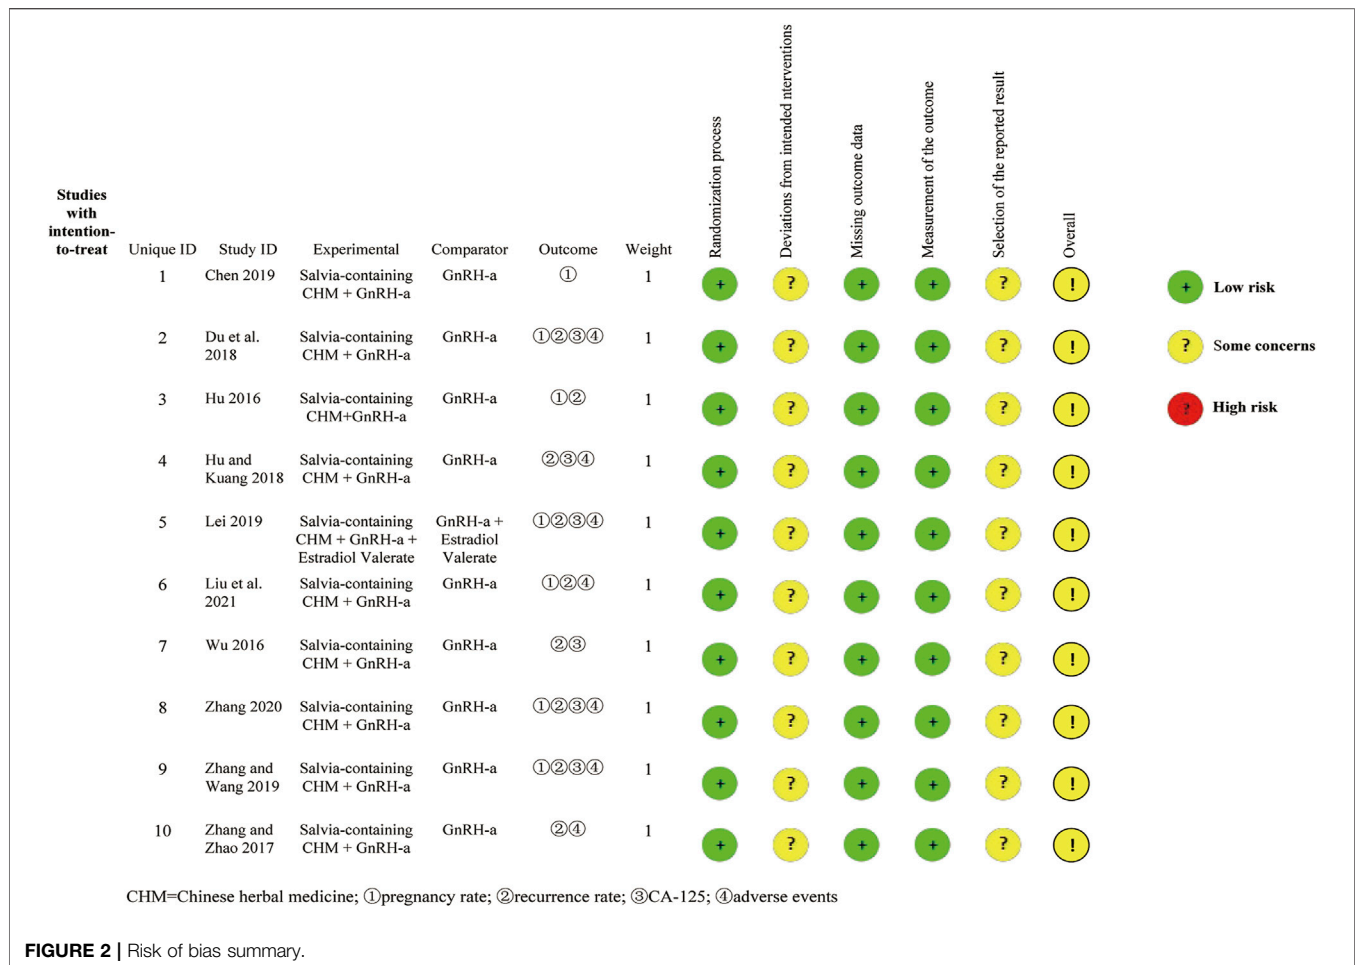 Randomization process
Deviations from intended nterventions
Missing outcome data
Measurement of the outcome
Selection of the reported result
Overall
Studies
with
intention-
to-treat Unique ID Study ID Experimental Comparator Outcome Weight
1 Chen 2019 Salvia-containing GnRH-a ① 1
CHM + GnRH-a
+ ? + + ? !
2 Du et al. Salvia-containing GnRH-a ①②③④ 1
2018 CHM + GnRH-a
+ ? + + ? !
3 Hu 2016 Salvia-containing GnRH-a ①② 1
CHM+GnRH-a
+ ? + + ? !
4 Hu and Salvia-containing GnRH-a ②③④ 1
Kuang 2018 CHM + GnRH-a
+ ? + + ? !
5 Lei 2019 Salvia-containing GnRH-a + ①②③④ 1
CHM + GnRH-a + Estradiol
Estradiol Valerate Valerate
+ ? + + ? !
6 Liu et al. Salvia-containing GnRH-a ①②④ 1
2021 CHM + GnRH-a
+ ? + + ? !
7 Wu 2016 Salvia-containing GnRH-a ②③ 1
CHM + GnRH-a
+ ? + + ? !
8 Zhang 2020 Salvia-containing GnRH-a ①②③④ 1
CHM + GnRH-a
+ ? + + ? !
9 Zhang and Salvia-containing GnRH-a ①②③④ 1
Wang 2019 CHM + GnRH-a
+ ? + + ? !
10 Zhang and Salvia-containing GnRH-a ②④ 1
Zhao 2017 CHM + GnRH-a
+ ? + + ? !
+ Low risk
? Some concerns
? High risk
CHM=Chinese herbal medicine; ①pregnancy rate; ②recurrence rate; ③CA-125; ④adverse events
FIGURE 2 | Risk of bias summary.